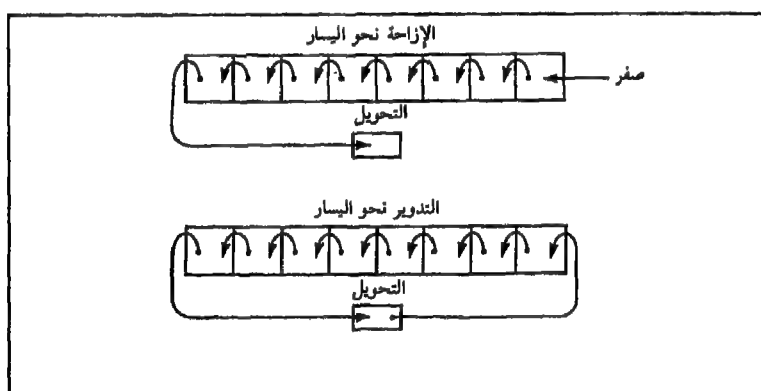 الإزاحة نحو اليسار
صفر
التحويل
التدوير نحو اليسار
التحويل